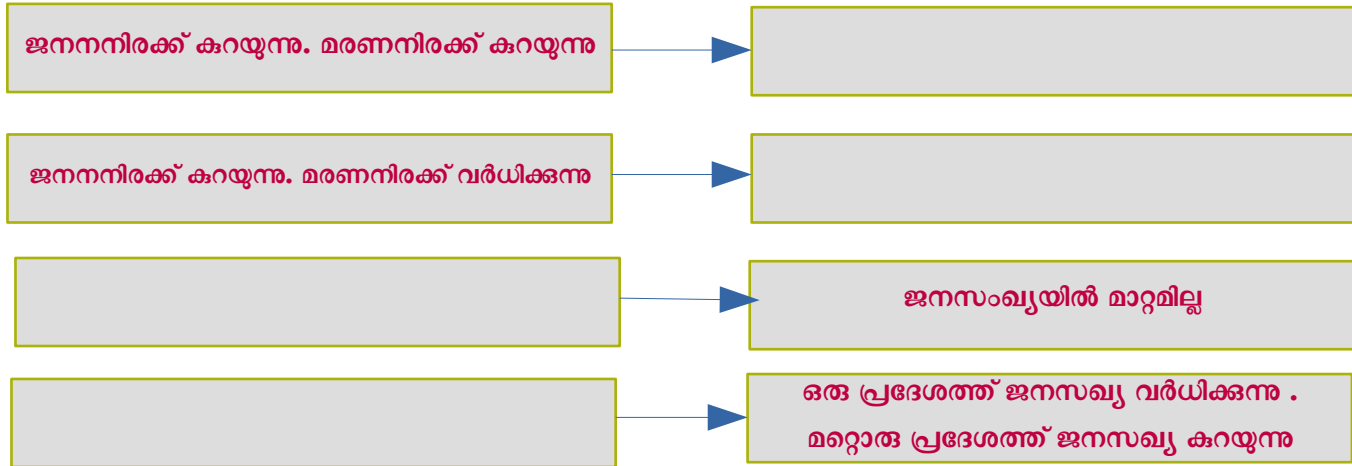 ജനനനിരക്ക് കുറയുന്നു. മരണനിരക്ക് കുറയുന്നു
ജനനനിരക്ക് കുറയുന്നു. മരണനിരക്ക് വർധിക്കുന്നു
ജനസംഖ്യയിൽ മാറ്റമില്ല
ഒരു പ്രദേശത്ത് ജനസഖ്യ വർധിക്കുന്നു .
മറ്റൊരു പ്രദേശത്ത് ജനസഖ്യ കുറയുന്നു